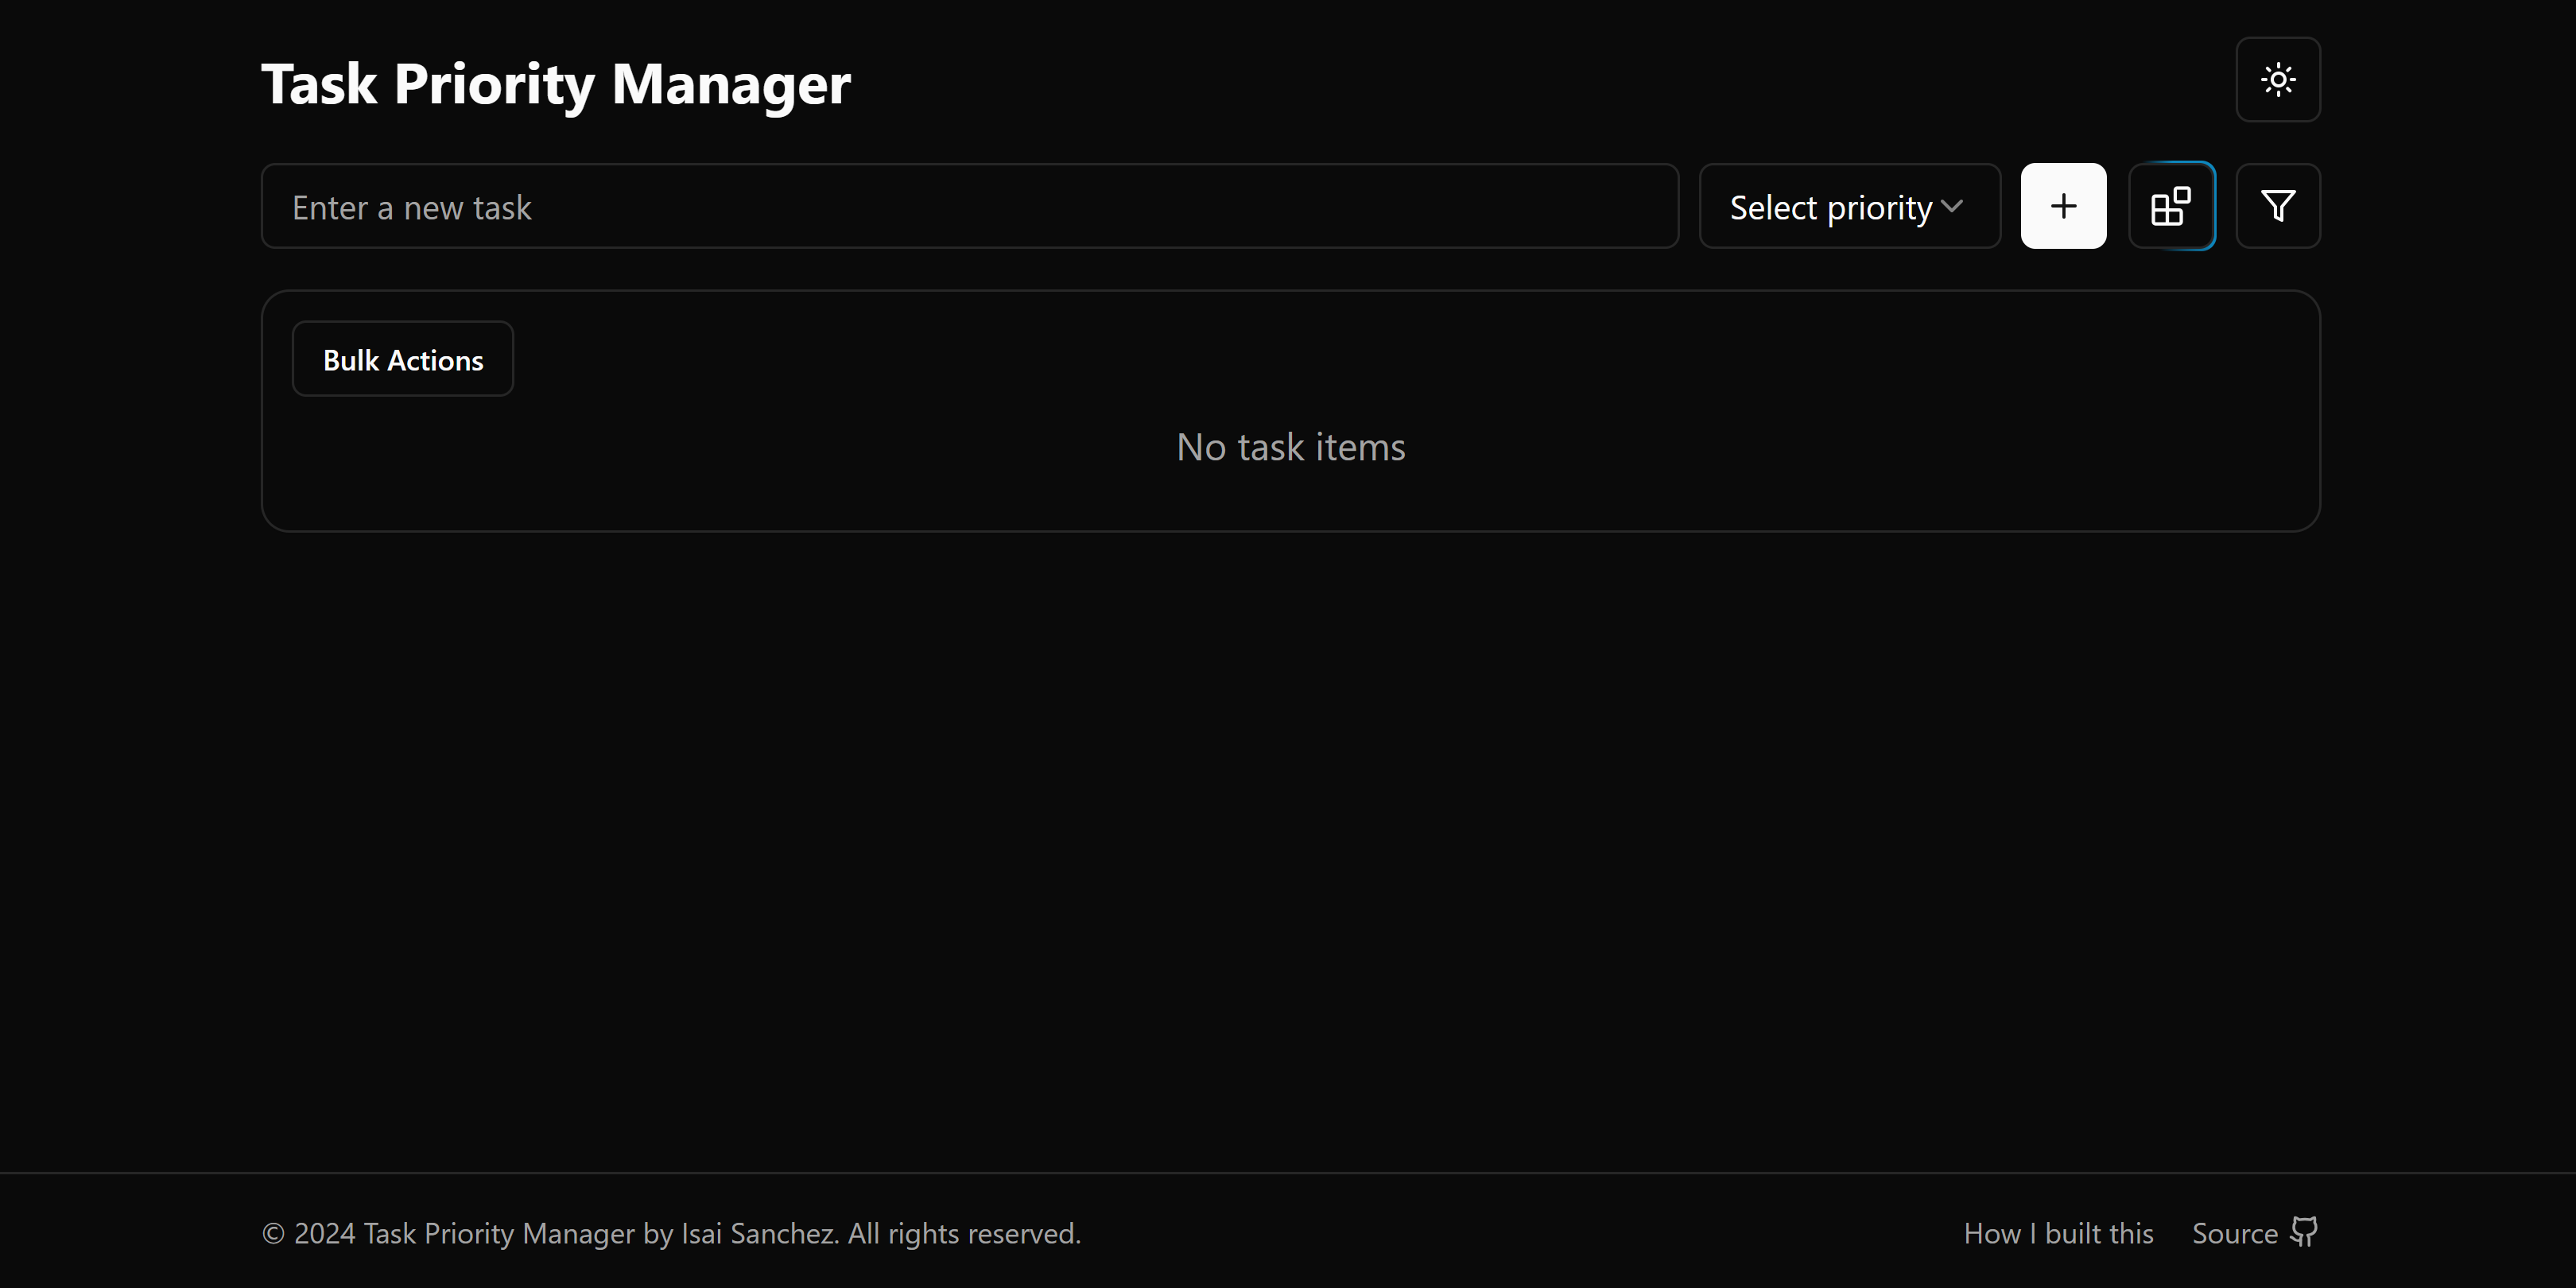 Task Priority Manager
Enter a new task
Select priority
Bulk Actions
No task items
© 2024 Task Priority Manager by Isai Sanchez. All rights reserved.
How I built this
Source